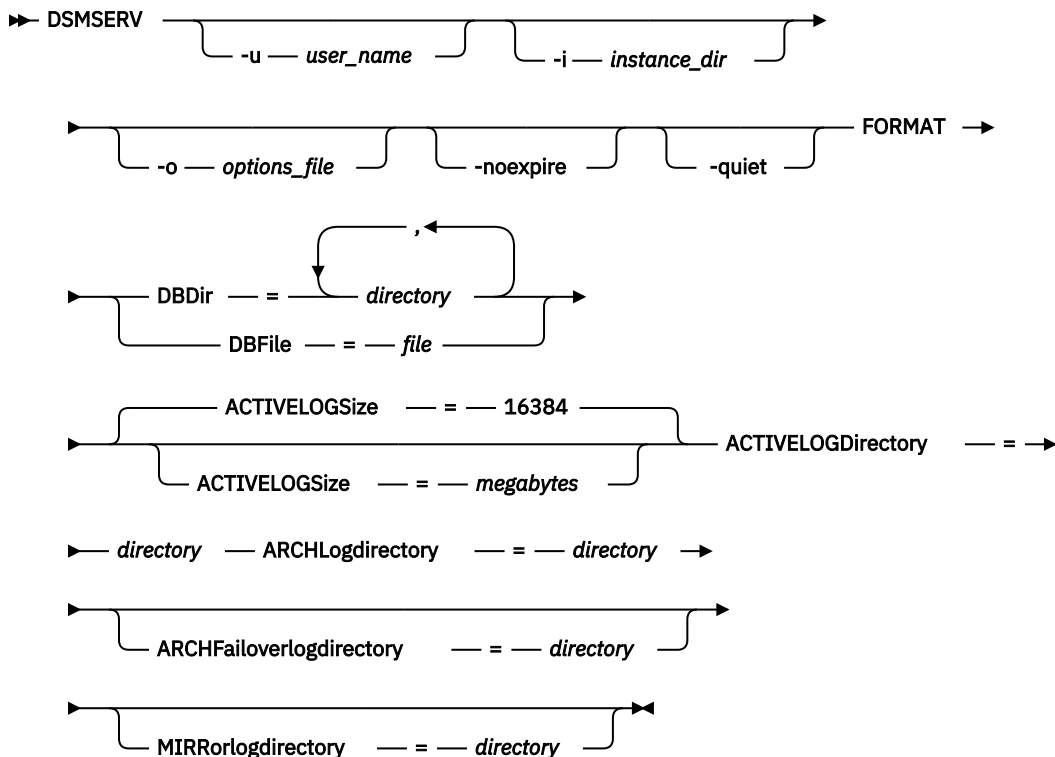 DSMSERV
-u user_name -i instance_dir
FORMAT
-o options_file -noexpire -quiet
,
DBDir = directory
DBFile = file
ACTIVELOGSize = 16384
ACTIVELOGDirectory =
ACTIVELOGSize = megabytes
directory ARCHLogdirectory = directory
ARCHFailoverlogdirectory = directory
MIRRorlogdirectory = directory